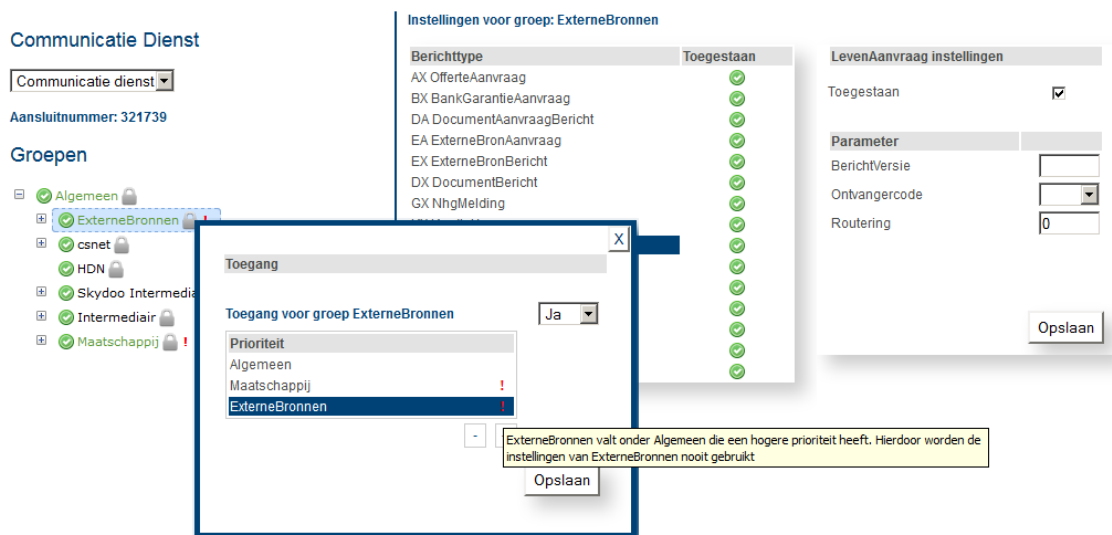 Communicatie Dienst
Communicatie dienst
Aansluitnummer: 321739
Groepen
Algemeen
ExterneBronnen !
csnet
HDN
Skydoo Intermedia
Intermediair
Maatschappij !
Instellingen voor groep: ExterneBronnen
Berichttype Toegestaan
AX OfferteAanvraag
BX BankGarantieAanvraag
DA DocumentAanvraagBericht
EA ExterneBronAanvraag
EX ExterneBronBericht
DX DocumentBericht
GX NhgMelding
LevenAanvraag instellingen
Toegestaan
Parameter
BerichtVersie
Ontvangercode
Routering 0
Opslaan
X
Toegang
Toegang voor groep ExterneBronnen Ja
Prioriteit
Algemeen
Maatschappij !
ExterneBronnen !
-
ExterneBronnen valt onder Algemeen die een hogere prioriteit heeft. Hierdoor worden de
instellingen van ExterneBronnen nooit gebruikt
Opslaan